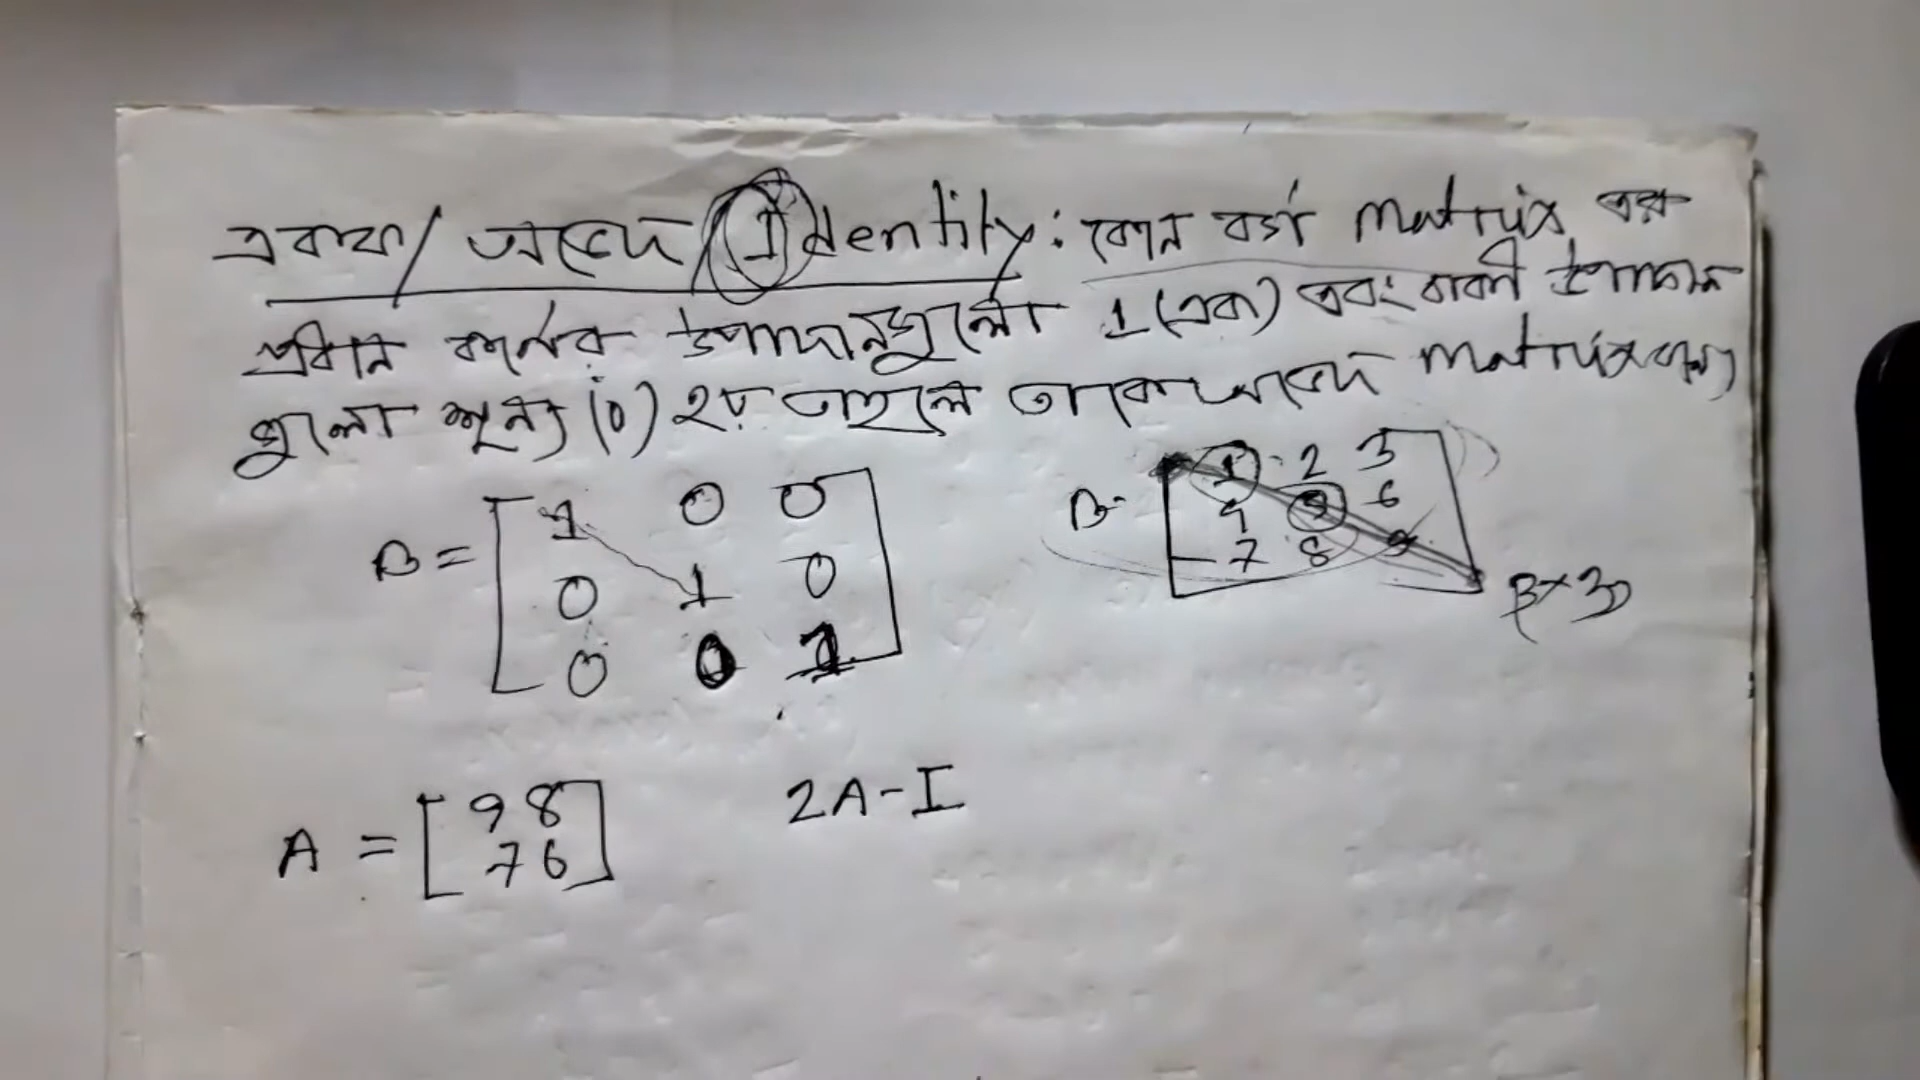 একক/অভেদ/Identity: কোন বর্গ matrix এর
প্রধান কর্নের উপাদানগুলো 1(এক) এবং বাকী উপাদান
গুলো শূন্য (0) হয় তাহলে তাকে অভেদ matrix বলে
B = [1 0 0
0 1 0
0 0 1]
B- [1 2 3
4 5 6
7 8 9] 3×3
A = [9 8
7 6]
2A-I